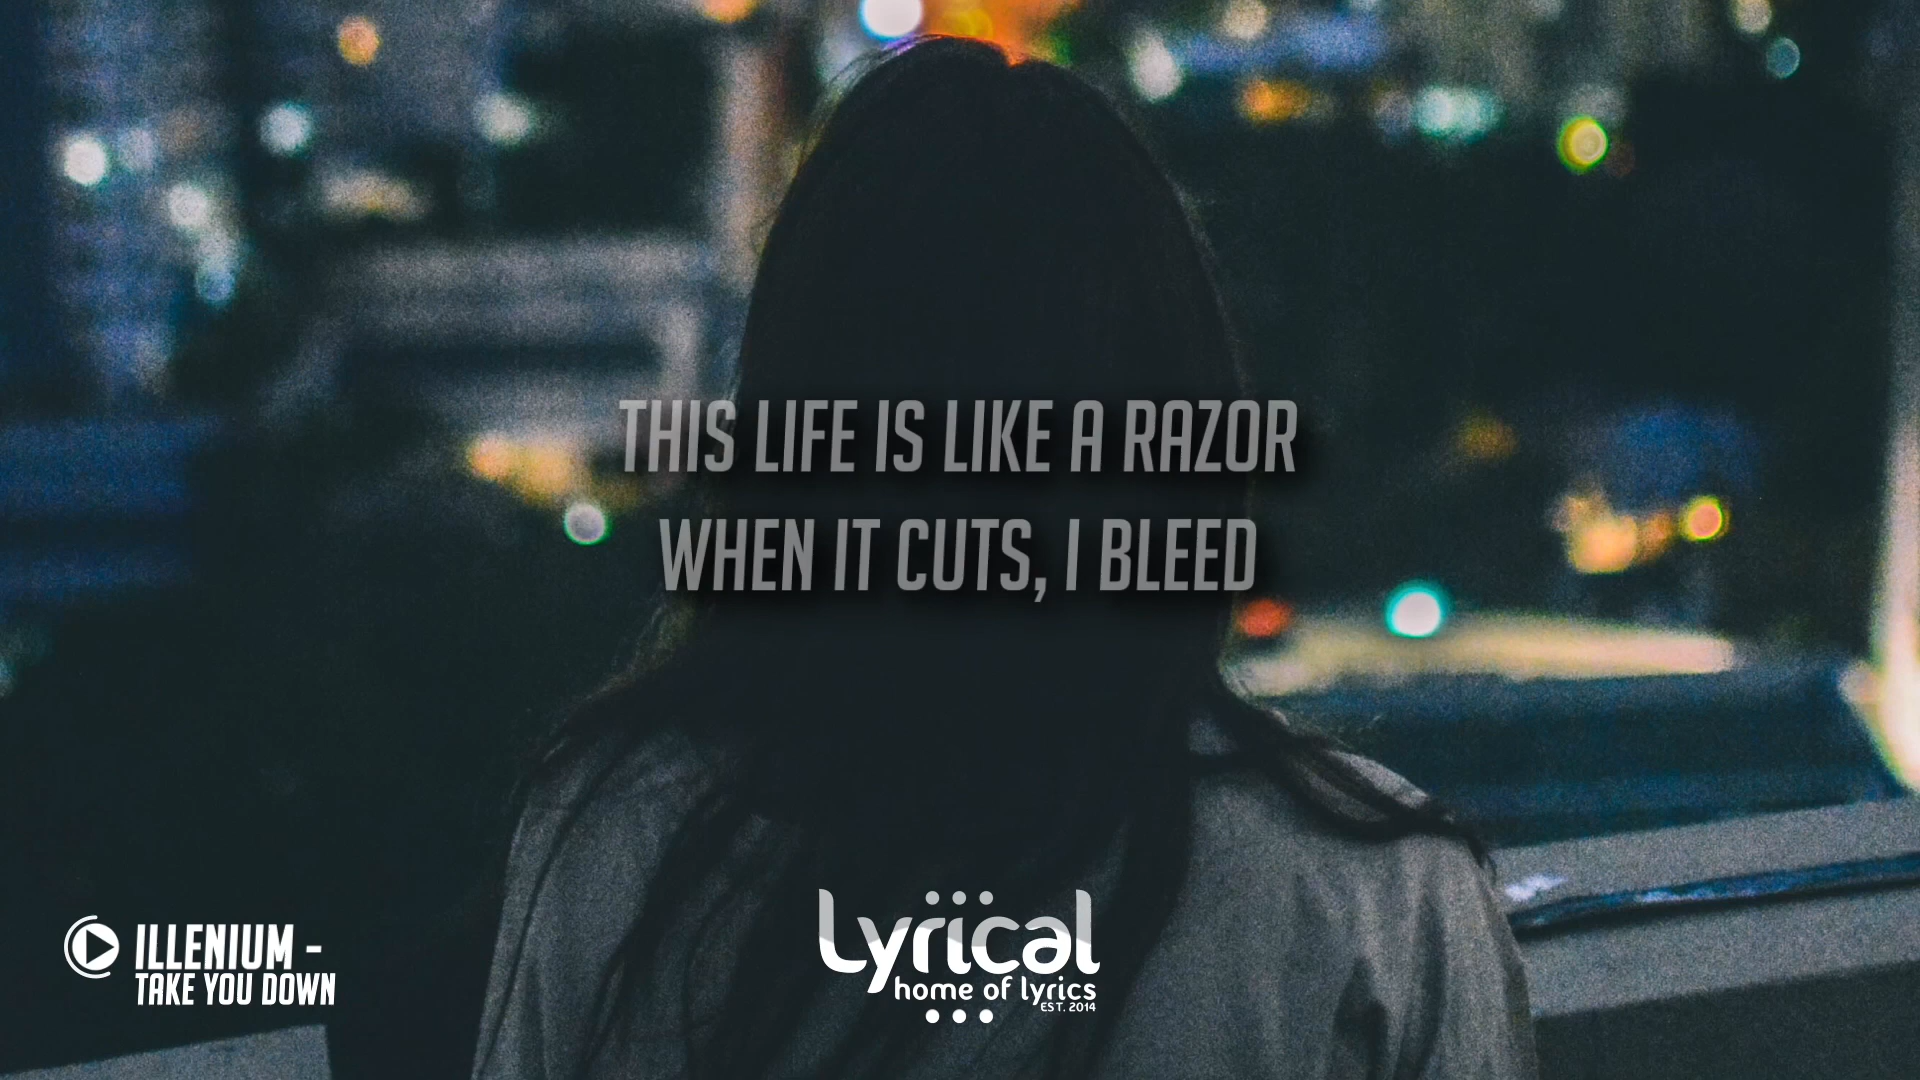 THIS LIFE IS LIKE A RAZOR
WHEN IT CUTS, I BLEED
ILLENIUM -
TAKE YOU DOWN
Lyrical
home of lyrics
EST. 2014